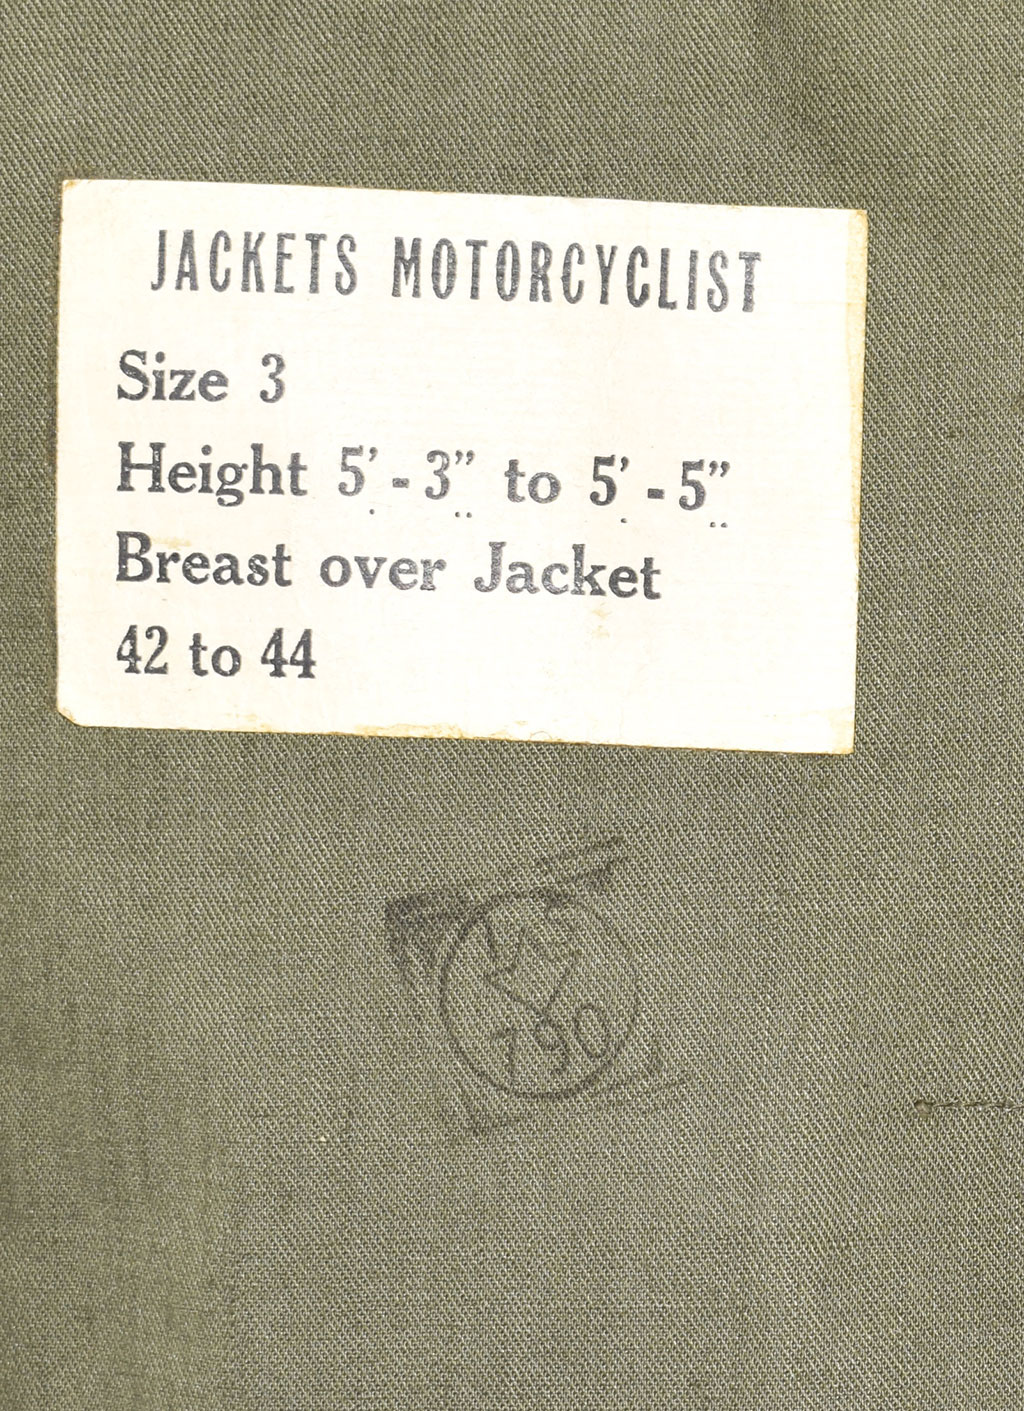 JACKETS MOTORCYCLIST
Size 3
Height 5' - 3" to 5' - 5"
Breast over Jacket
42 to 44
790